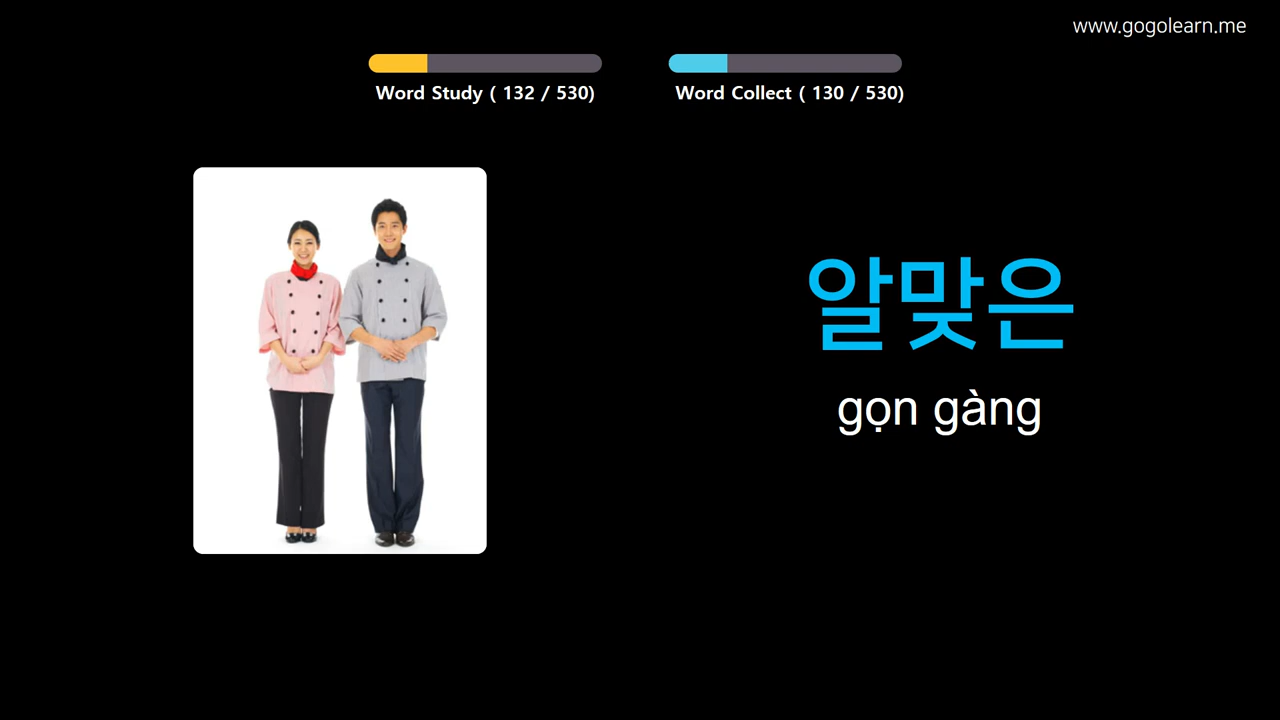 www.gogolearn.me
Word Study ( 132 / 530)
Word Collect ( 130 / 530)
알맞은
gọn gàng